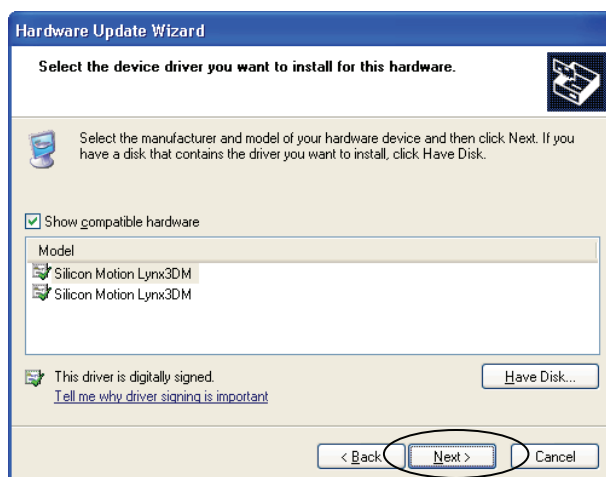 Hardware Update Wizard
Select the device driver you want to install for this hardware.
Select the manufacturer and model of your hardware device and then click Next. If you
have a disk that contains the driver you want to install, click Have Disk.
Show compatible hardware
Model
Silicon Motion Lynx3DM
Silicon Motion Lynx3DM
This driver is digitally signed.
Have Disk...
Tell me why driver signing is important
< Back
Next >
Cancel